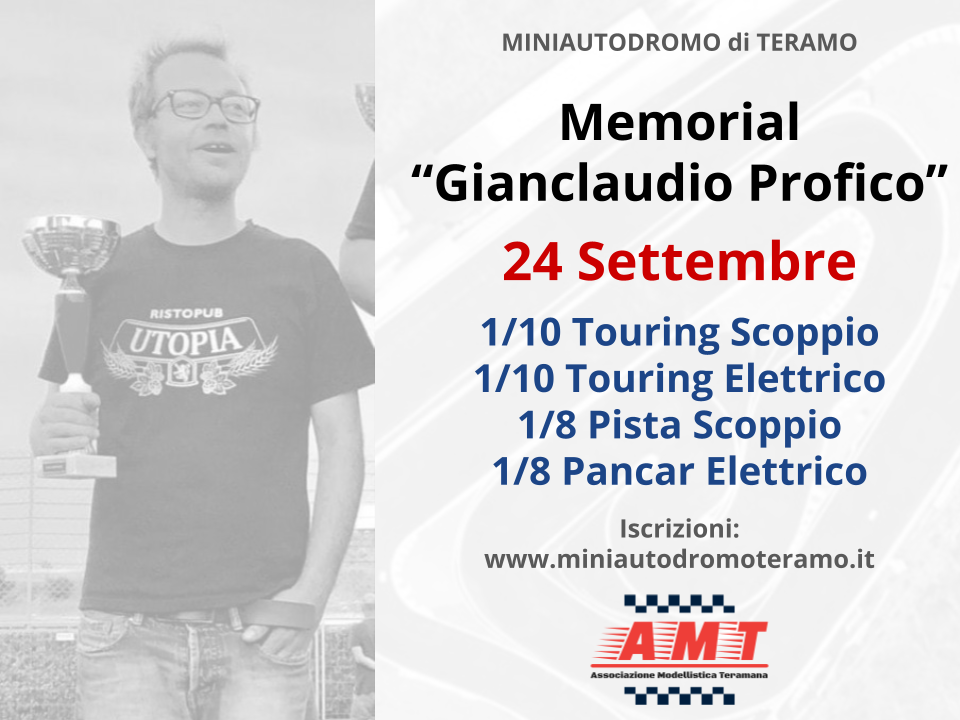 MINIAUTODROMO di TERAMO
Memorial
“Gianclaudio Profico”
24 Settembre
1/10 Touring Scoppio
1/10 Touring Elettrico
1/8 Pista Scoppio
1/8 Pancar Elettrico
Iscrizioni:
www.miniautodromoteramo.it
AMT
Associazione Modellistica Teramana
RISTOPUB
UTOPIA